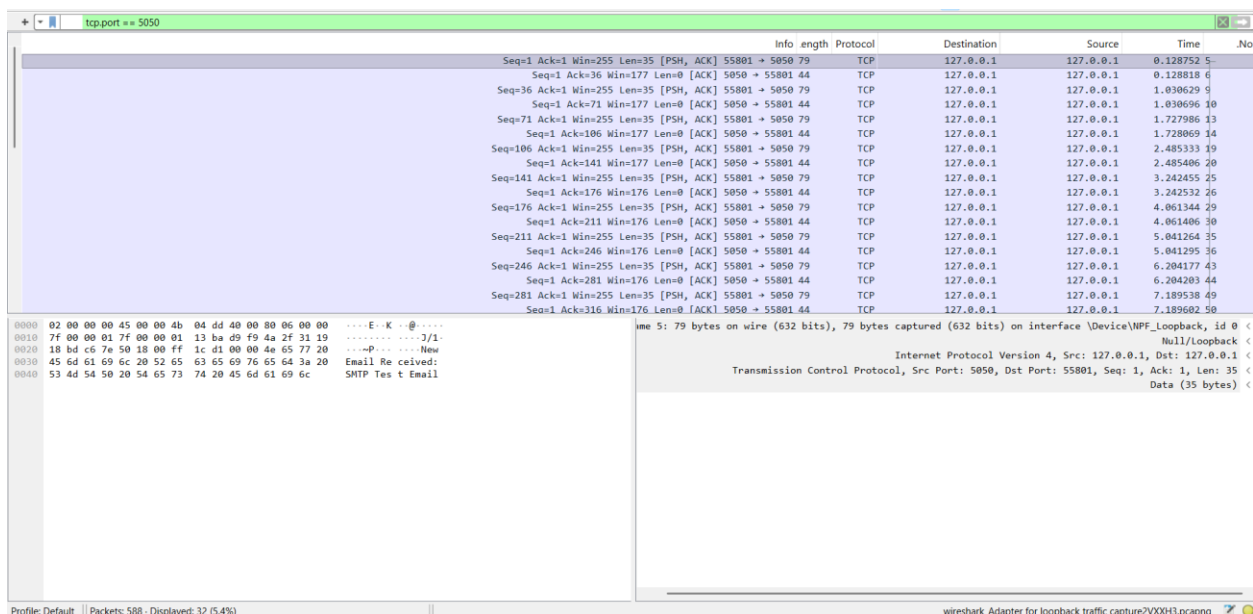 tcp.port == 5050
Info .ength Protocol Destination Source Time .No
Seq=1 Ack=1 Win=255 Len=35 [PSH, ACK] 55801 → 5050 79 TCP 127.0.0.1 127.0.0.1 0.128752 5
Seq=1 Ack=36 Win=177 Len=0 [ACK] 5050 → 55801 44 TCP 127.0.0.1 127.0.0.1 0.128818 6
Seq=36 Ack=1 Win=255 Len=35 [PSH, ACK] 55801 → 5050 79 TCP 127.0.0.1 127.0.0.1 1.030629 9
Seq=1 Ack=71 Win=177 Len=0 [ACK] 5050 → 55801 44 TCP 127.0.0.1 127.0.0.1 1.030696 10
Seq=71 Ack=1 Win=255 Len=35 [PSH, ACK] 55801 → 5050 79 TCP 127.0.0.1 127.0.0.1 1.727986 13
Seq=1 Ack=106 Win=177 Len=0 [ACK] 5050 → 55801 44 TCP 127.0.0.1 127.0.0.1 1.728069 14
Seq=106 Ack=1 Win=255 Len=35 [PSH, ACK] 55801 → 5050 79 TCP 127.0.0.1 127.0.0.1 2.485333 19
Seq=1 Ack=141 Win=177 Len=0 [ACK] 5050 → 55801 44 TCP 127.0.0.1 127.0.0.1 2.485406 20
Seq=141 Ack=1 Win=255 Len=35 [PSH, ACK] 55801 → 5050 79 TCP 127.0.0.1 127.0.0.1 3.242455 25
Seq=1 Ack=176 Win=176 Len=0 [ACK] 5050 → 55801 44 TCP 127.0.0.1 127.0.0.1 3.242532 26
Seq=176 Ack=1 Win=255 Len=35 [PSH, ACK] 55801 → 5050 79 TCP 127.0.0.1 127.0.0.1 4.061344 29
Seq=1 Ack=211 Win=176 Len=0 [ACK] 5050 → 55801 44 TCP 127.0.0.1 127.0.0.1 4.061406 30
Seq=211 Ack=1 Win=255 Len=35 [PSH, ACK] 55801 → 5050 79 TCP 127.0.0.1 127.0.0.1 5.041264 35
Seq=1 Ack=246 Win=176 Len=0 [ACK] 5050 → 55801 44 TCP 127.0.0.1 127.0.0.1 5.041295 36
Seq=246 Ack=1 Win=255 Len=35 [PSH, ACK] 55801 → 5050 79 TCP 127.0.0.1 127.0.0.1 6.204177 43
Seq=1 Ack=281 Win=176 Len=0 [ACK] 5050 → 55801 44 TCP 127.0.0.1 127.0.0.1 6.204203 44
Seq=281 Ack=1 Win=255 Len=35 [PSH, ACK] 55801 → 5050 79 TCP 127.0.0.1 127.0.0.1 7.189538 49
Seq=1 Ack=316 Win=176 Len=0 [ACK] 5050 → 55801 44 TCP 127.0.0.1 127.0.0.1 7.189602 50
0000 02 00 00 00 45 00 00 4b 04 dd 40 00 80 06 00 00 ····E··K ··@·····
0010 7f 00 00 01 7f 00 00 01 13 ba d9 f9 4a 2f 31 19 ········ ····J/1·
0020 18 bd c6 7e 50 18 00 ff 1c d1 00 00 4e 65 77 20 ···~P··· ····New
0030 45 6d 61 69 6c 20 52 65 63 65 69 76 65 64 3a 20 Email Re ceived:
0040 53 4d 54 50 20 54 65 73 74 20 45 6d 61 69 6c SMTP Tes t Email
me 5: 79 bytes on wire (632 bits), 79 bytes captured (632 bits) on interface \Device\NPF_Loopback, id 0
Null/Loopback
Internet Protocol Version 4, Src: 127.0.0.1, Dst: 127.0.0.1
Transmission Control Protocol, Src Port: 5050, Dst Port: 55801, Seq: 1, Ack: 1, Len: 35
Data (35 bytes)
Profile: Default Packets: 588 · Displayed: 32 (5.4%) wireshark_Adapter for loopback traffic capture2VXXH3.pcapng